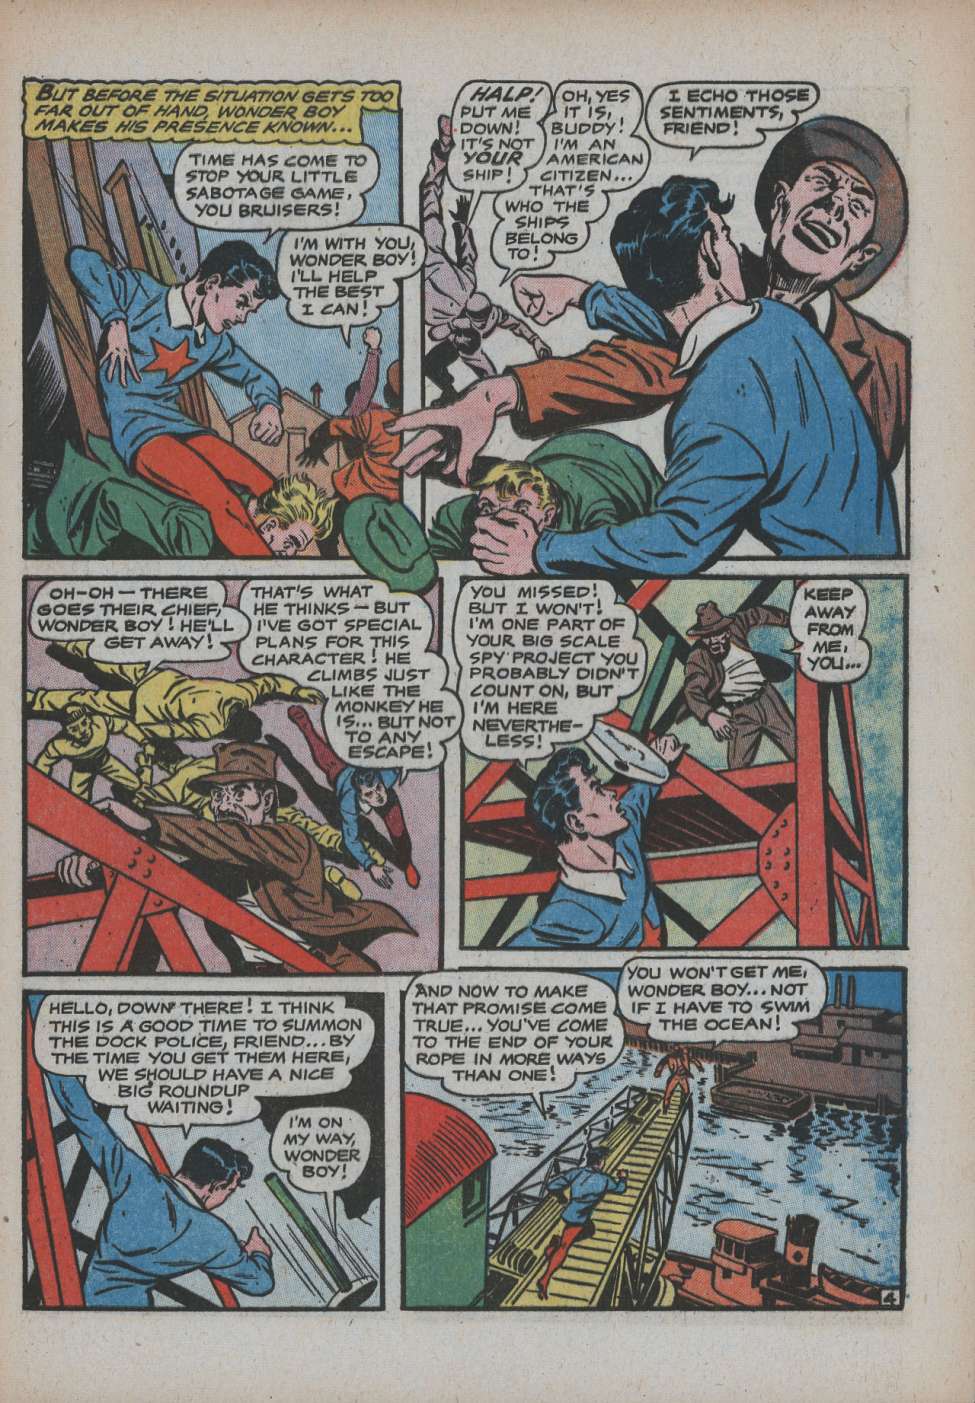 BUT BEFORE THE SITUATION GETS TOO
FAR OUT OF HAND, WONDER BOY
MAKES HIS PRESENCE KNOWN...
TIME HAS COME TO
STOP YOUR LITTLE
SABOTAGE GAME,
YOU BRUISERS!
I'M WITH YOU,
WONDER BOY!
I'LL HELP
THE BEST
I CAN!
HALP!
PUT ME
DOWN!
IT'S NOT
YOUR
SHIP!
OH, YES
IT IS,
BUDDY!
I'M AN
AMERICAN
CITIZEN...
THAT'S
WHO THE
SHIPS
BELONG
TO!
I ECHO THOSE
SENTIMENTS,
FRIEND!
OH-OH — THERE
GOES THEIR CHIEF,
WONDER BOY! HE'LL
GET AWAY!
THAT'S WHAT
HE THINKS — BUT
I'VE GOT SPECIAL
PLANS FOR THIS
CHARACTER! HE
CLIMBS JUST
LIKE THE
MONKEY HE
IS... BUT NOT
TO ANY
ESCAPE!
YOU MISSED!
BUT I WON'T!
I'M ONE PART OF
YOUR BIG SCALE
SPY PROJECT YOU
PROBABLY DIDN'T
COUNT ON, BUT
I'M HERE
NEVERTHE-
LESS!
KEEP
AWAY
FROM
ME,
YOU...
HELLO, DOWN THERE! I THINK
THIS IS A GOOD TIME TO SUMMON
THE DOCK POLICE, FRIEND... BY
THE TIME YOU GET THEM HERE,
WE SHOULD HAVE A NICE
BIG ROUNDUP
WAITING!
I'M ON
MY WAY,
WONDER
BOY!
AND NOW TO MAKE
THAT PROMISE COME
TRUE... YOU'VE COME
TO THE END OF YOUR
ROPE IN MORE WAYS
THAN ONE!
YOU WON'T GET ME,
WONDER BOY... NOT
IF I HAVE TO SWIM
THE OCEAN!
4